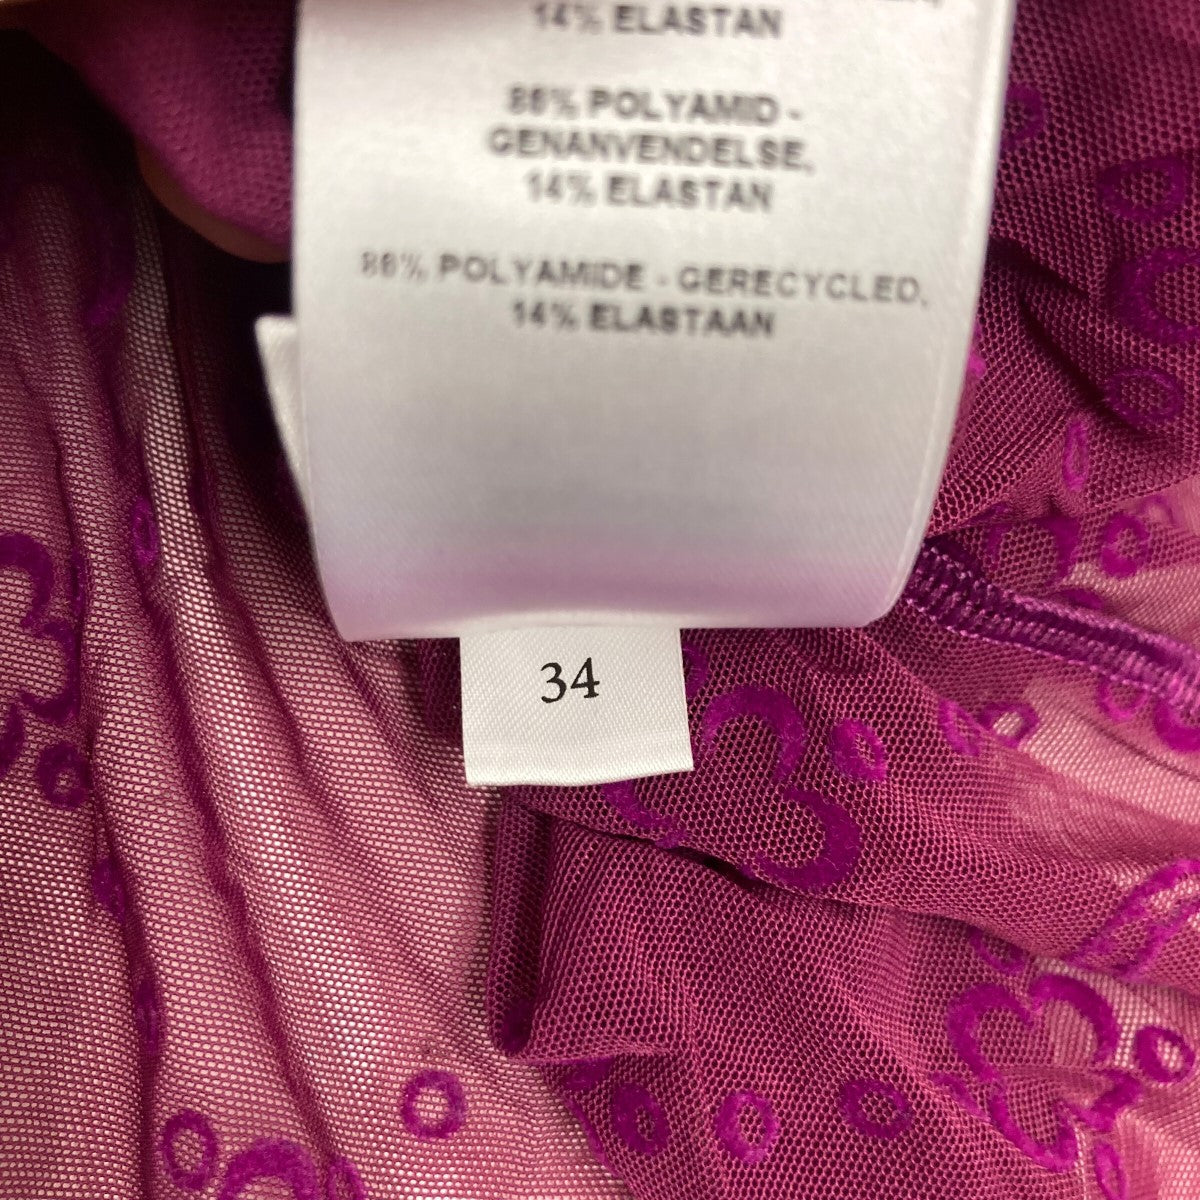 14% ELASTAN
86% POLYAMID -
GENANVENDELSE,
14% ELASTAN
86% POLYAMIDE - GERECYCLED,
14% ELASTAAN
34